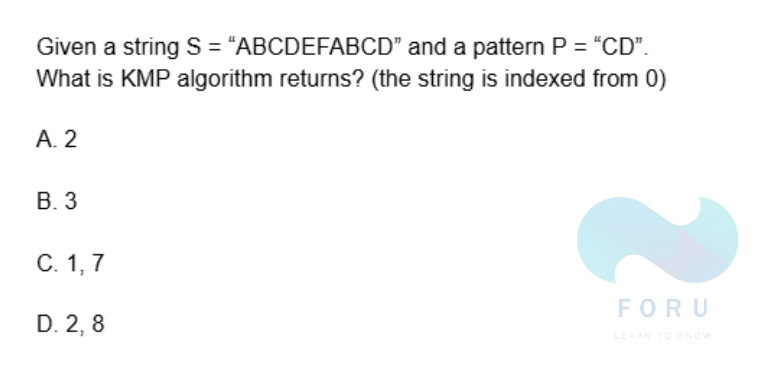 Given a string S = “ABCDEFABCD” and a pattern P = “CD”.
What is KMP algorithm returns? (the string is indexed from 0)
A. 2
B. 3
C. 1, 7
D. 2, 8
FORU
LEARN TO KNOW